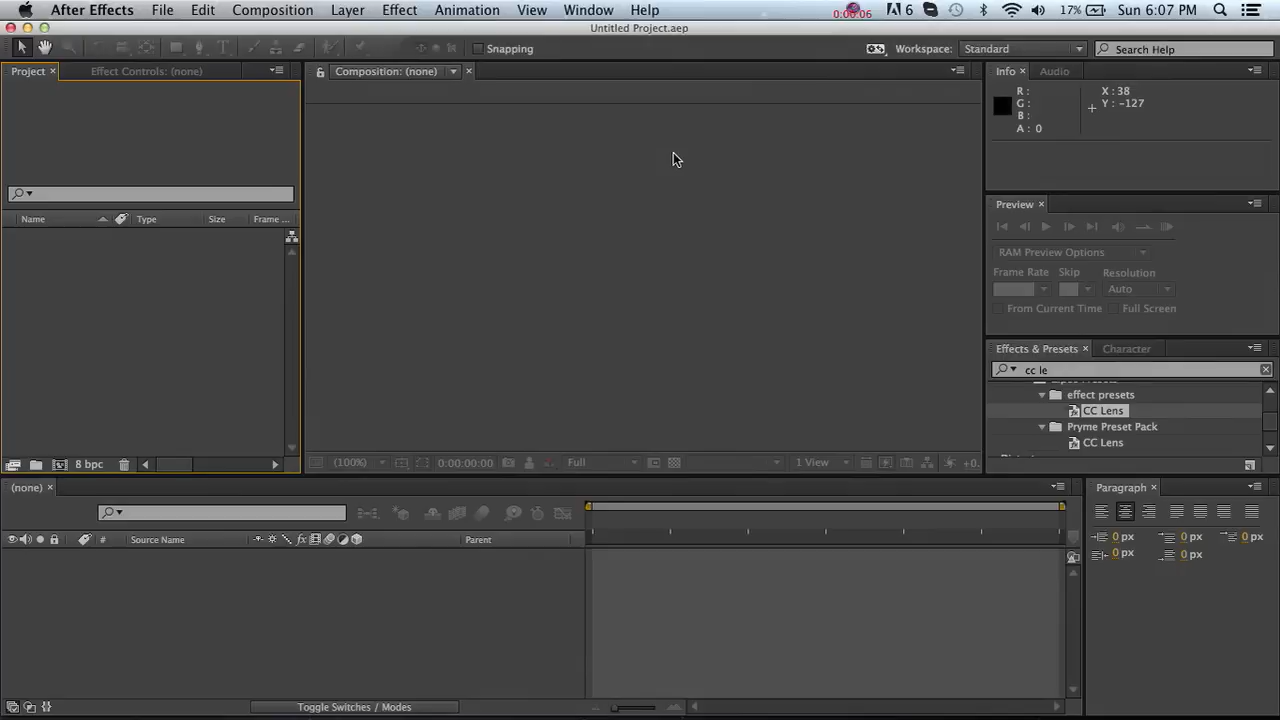 After Effects File Edit Composition Layer Effect Animation View Window Help 0:00:06 6 17% Sun 6:07 PM
Untitled Project.aep
Snapping Workspace: Standard Search Help
Project Effect Controls: (none) Composition: (none) Info Audio
R : X : 38
G : Y : -127
B :
A : 0
Preview
Name Type Size Frame ...
RAM Preview Options
Frame Rate Skip Resolution
Auto
From Current Time Full Screen
Effects & Presets Character
cc le
effect presets
CC Lens
Pryme Preset Pack
CC Lens
8 bpc (100%) 0:00:00:00 Full 1 View +0.
(none) Paragraph
# Source Name Parent
0 px 0 px 0 px
0 px 0 px
Toggle Switches / Modes